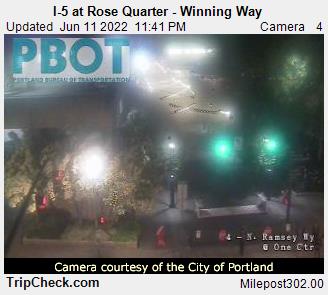 I-5 at Rose Quarter - Winning Way
Updated Jun 11 2022 11:41 PM Camera 4
PBOT
PORTLAND BUREAU OF TRANSPORTATION
4 - N. Ramsey Wy
@ One Ctr
Camera courtesy of the City of Portland
TripCheck.com Milepost302.00